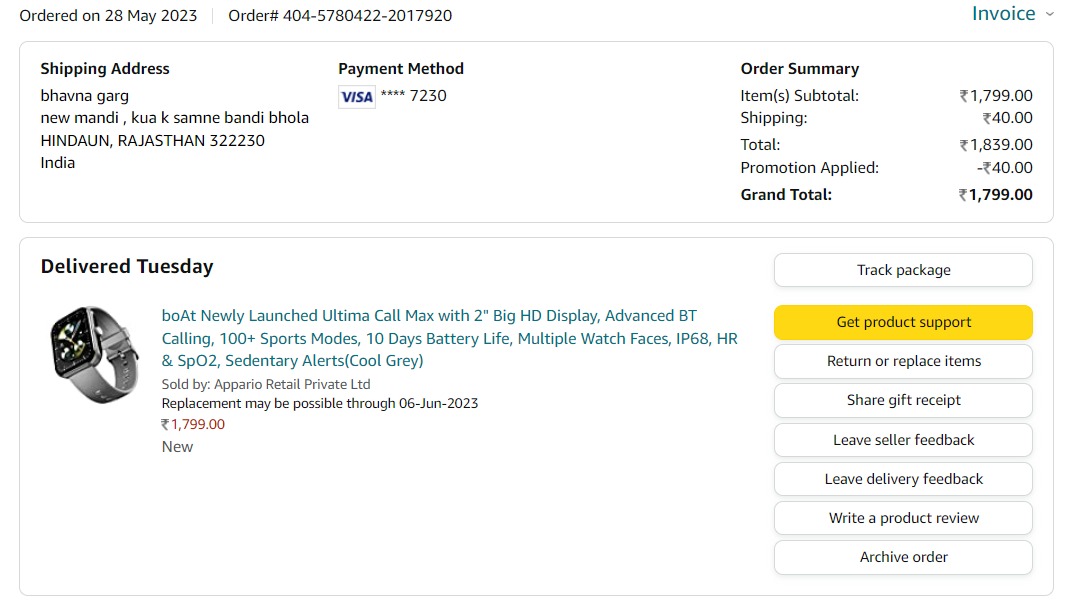 Ordered on 28 May 2023 Order# 404-5780422-2017920
Invoice
Shipping Address
bhavna garg
new mandi , kua k samne bandi bhola
HINDAUN, RAJASTHAN 322230
India
Payment Method
VISA **** 7230
Order Summary
Item(s) Subtotal: ₹1,799.00
Shipping: ₹40.00
Total: ₹1,839.00
Promotion Applied: -₹40.00
Grand Total: ₹1,799.00
Delivered Tuesday
boAt Newly Launched Ultima Call Max with 2" Big HD Display, Advanced BT
Calling, 100+ Sports Modes, 10 Days Battery Life, Multiple Watch Faces, IP68, HR
& SpO2, Sedentary Alerts(Cool Grey)
Sold by: Appario Retail Private Ltd
Replacement may be possible through 06-Jun-2023
₹1,799.00
New
Track package
Get product support
Return or replace items
Share gift receipt
Leave seller feedback
Leave delivery feedback
Write a product review
Archive order